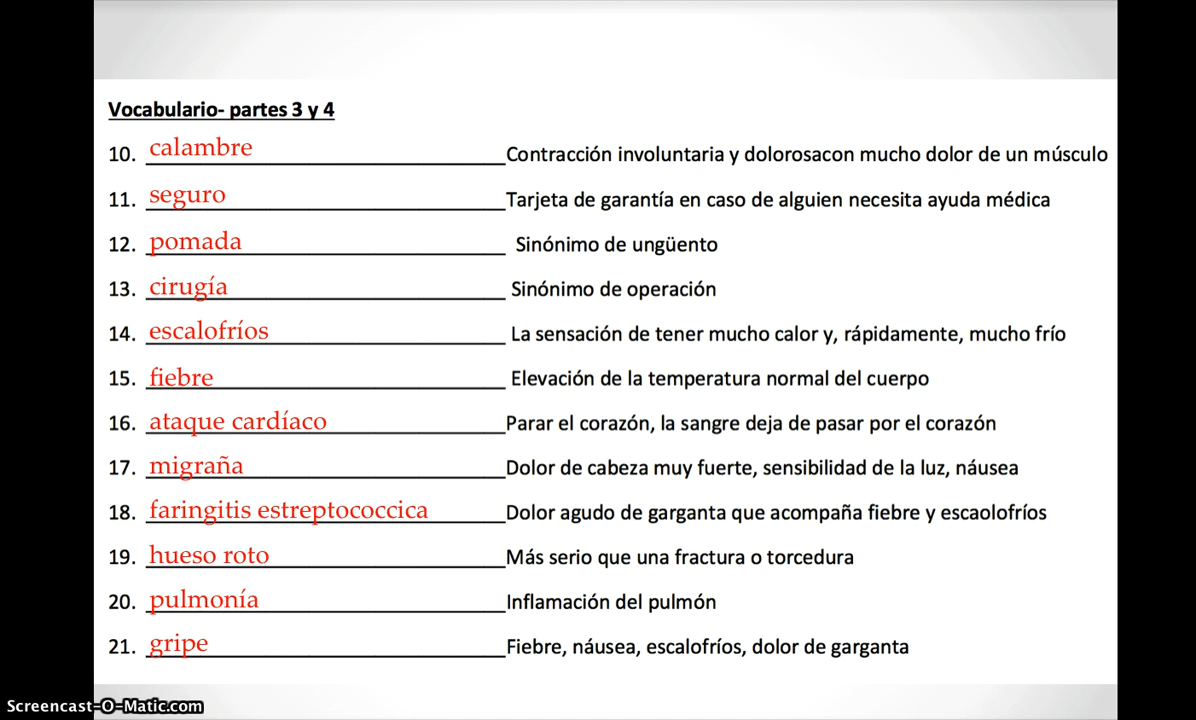 Vocabulario- partes 3 y 4
10. calambre Contracción involuntaria y dolorosacon mucho dolor de un músculo
11. seguro Tarjeta de garantía en caso de alguien necesita ayuda médica
12. pomada Sinónimo de ungüento
13. cirugía Sinónimo de operación
14. escalofríos La sensación de tener mucho calor y, rápidamente, mucho frío
15. fiebre Elevación de la temperatura normal del cuerpo
16. ataque cardíaco Parar el corazón, la sangre deja de pasar por el corazón
17. migraña Dolor de cabeza muy fuerte, sensibilidad de la luz, náusea
18. faringitis estreptococcica Dolor agudo de garganta que acompaña fiebre y escaolofríos
19. hueso roto Más serio que una fractura o torcedura
20. pulmonía Inflamación del pulmón
21. gripe Fiebre, náusea, escalofríos, dolor de garganta
Screencast-O-Matic.com